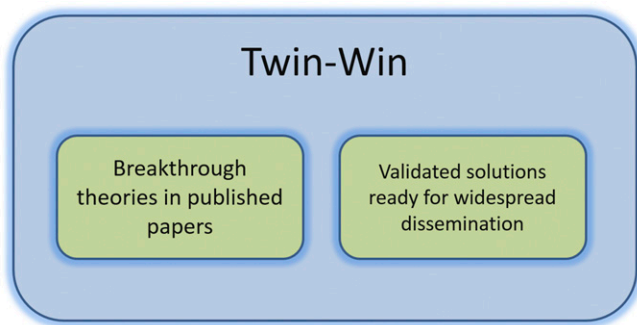 Twin-Win
Breakthrough
theories in published
papers
Validated solutions
ready for widespread
dissemination